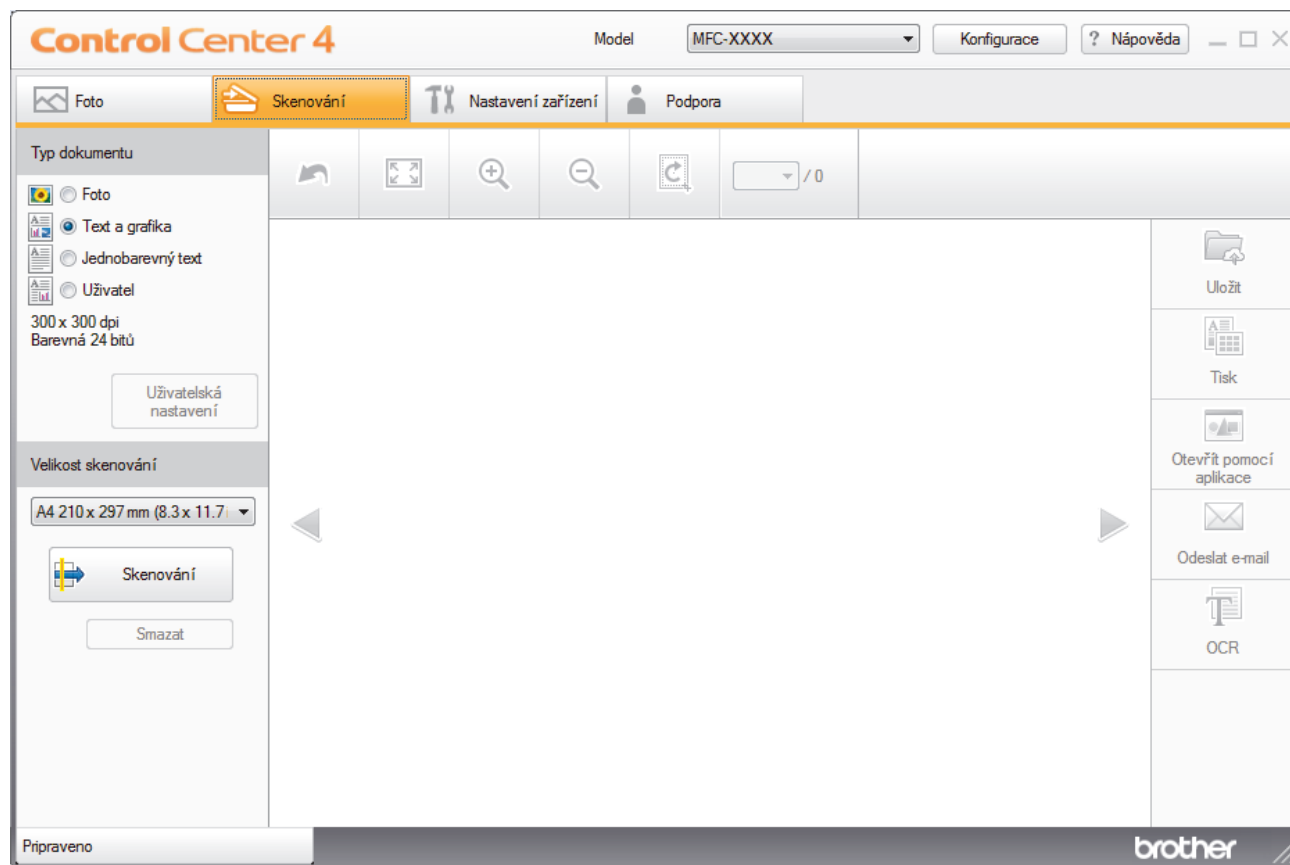 Control Center 4
Model
MFC-XXXX
Konfigurace
? Nápověda
Foto
Skenování
Nastavení zařízení
Podpora
Typ dokumentu
Foto
Text a grafika
Jednobarevný text
Uživatel
300 x 300 dpi
Barevná 24 bitů
Uživatelská
nastavení
Velikost skenování
A4 210 x 297 mm (8.3 x 11.7
Skenování
Smazat
/ 0
Uložit
Tisk
Otevřít pomocí
aplikace
Odeslat e-mail
OCR
Pripraveno
brother